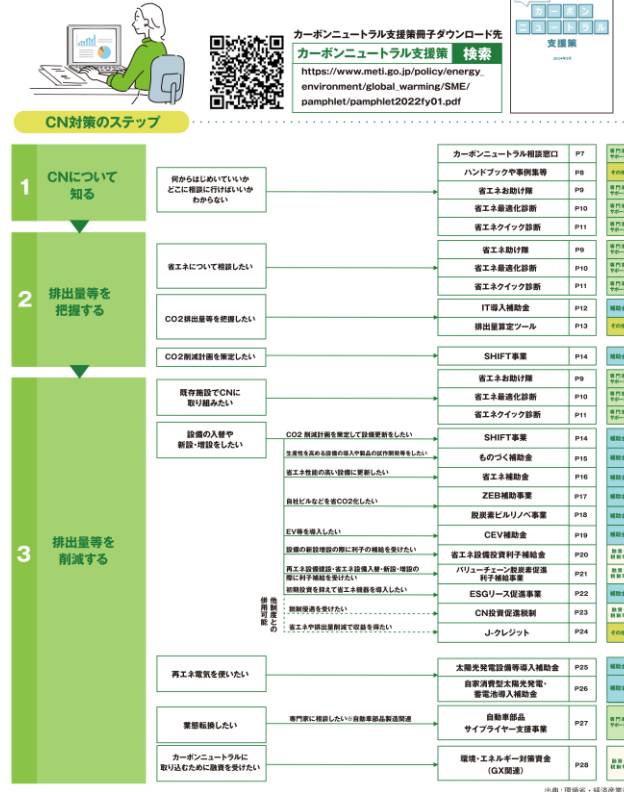 カーボン
ニュートラル
支援策
カーボンニュートラル支援策冊子ダウンロード先
カーボンニュートラル支援策 検索
https://www.meti.go.jp/policy/energy_
environment/global_warming/SME/
pamphlet/pamphlet2022fy01.pdf
CN対策のステップ
1
CNについて
知る
何からはじめていいか
どこに相談に行けばいいか
わからない
カーボンニュートラル相談窓口 P7
ハンドブックや事例集等 P8
省エネお助け隊 P9
省エネ最適化診断 P10
省エネクイック診断 P11
2
排出量等を
把握する
省エネについて相談したい
省エネ助け隊 P9
省エネ最適化診断 P10
省エネクイック診断 P11
CO2排出量等を把握したい
IT導入補助金 P12
排出量算定ツール P13
CO2削減計画を策定したい
SHIFT事業 P14
3
排出量等を
削減する
既存施設でCNに
取り組みたい
省エネお助け隊 P9
省エネ最適化診断 P10
省エネクイック診断 P11
設備の入替や
新設・増設をしたい
CO2 削減計画を策定して設備更新をしたい
SHIFT事業 P14
生産性を高める設備の導入や製品の試作開発等をしたい
ものづく補助金 P15
省エネ性能の高い設備に更新したい
省エネ補助金 P16
自社ビルなどを省CO2化したい
ZEB補助事業 P17
脱炭素ビルリノベ事業 P18
EV等を導入したい
CEV補助金 P19
設備の新設増設の際に利子の補給を受けたい
省エネ設備投資利子補給金 P20
再エネ設備建設・省エネ設備入替・新設・増設の
際に利子補給を受けたい
バリューチェーン脱炭素促進
利子補給事業 P21
初期投資を抑えて省エネ機器を導入したい
ESGリース促進事業 P22
他制度との
併用可能
税制優遇を受けたい
CN投資促進税制 P23
省エネや排出量削減で収益を得たい
J-クレジット P24
再エネ電気を使いたい
太陽光発電設備等導入補助金 P25
自家消費型太陽光発電・
蓄電池導入補助金 P26
業態転換したい
専門家に相談したい※自動車部品製造関連
自動車部品
サプライヤー支援事業 P27
カーボンニュートラルに
取り込むために融資を受けたい
環境・エネルギー対策資金
(GX関連) P28